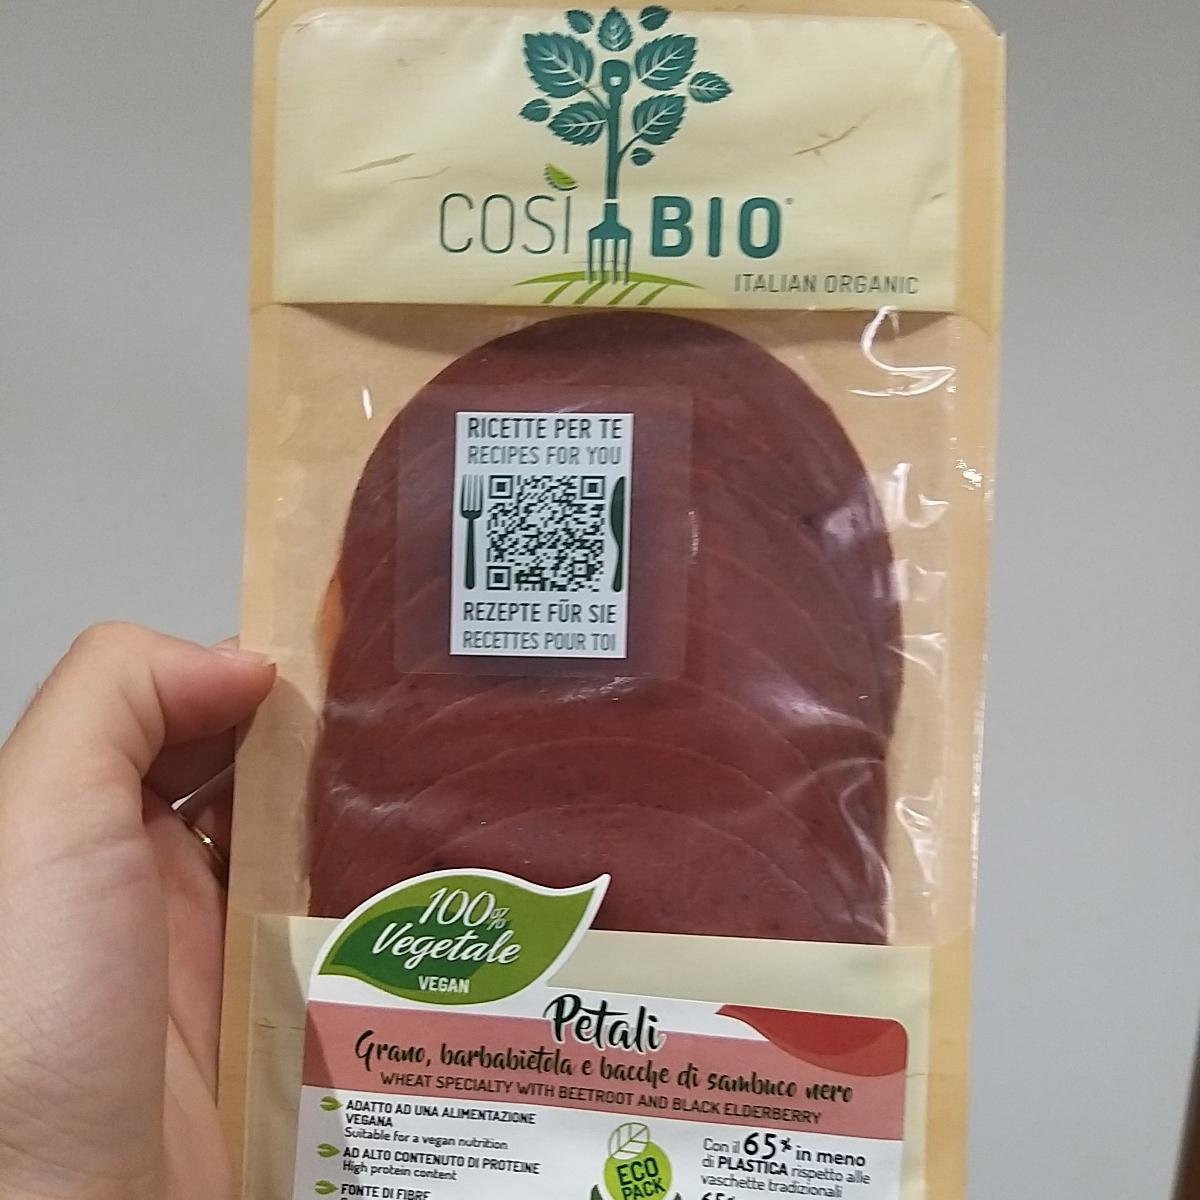 COSÌ BIO
ITALIAN ORGANIC
RICETTE PER TE
RECIPES FOR YOU
REZEPTE FÜR SIE
RECETTES POUR TOI
100%
Vegetale
VEGAN
Petali
Grano, barbabietola e bacche di sambuco nero
WHEAT SPECIALTY WITH BEETROOT AND BLACK ELDERBERRY
ADATTO AD UNA ALIMENTAZIONE
VEGANA
Suitable for a vegan nutrition
AD ALTO CONTENUTO DI PROTEINE
High protein content
FONTE DI FIBRE
ECO
PACK
Con il 65% in meno
di PLASTICA rispetto alle
vaschette tradizionali